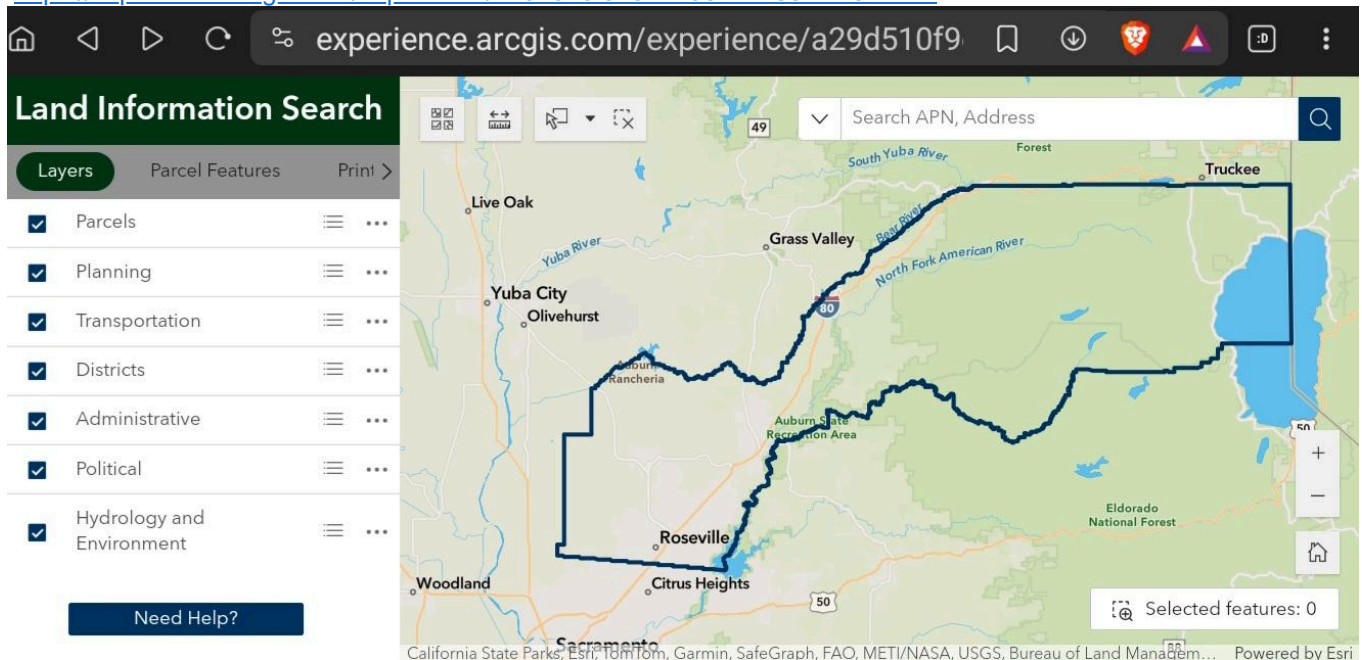 experience.arcgis.com/experience/a29d510f9
:D
Land Information Search
Layers
Parcel Features
Print
Parcels
Planning
Transportation
Districts
Administrative
Political
Hydrology and
Environment
Need Help?
Search APN, Address
49
South Yuba River
Forest
Truckee
Live Oak
Yuba River
Grass Valley
Bear River
North Fork American River
Yuba City
80
Olivehurst
Auburn
Rancheria
Auburn State
Recreation Area
50
+
−
Eldorado
National Forest
Roseville
Woodland
Citrus Heights
50
Selected features: 0
Sacramento
88
California State Parks, Esri, TomTom, Garmin, SafeGraph, FAO, METI/NASA, USGS, Bureau of Land Managem...
Powered by Esri